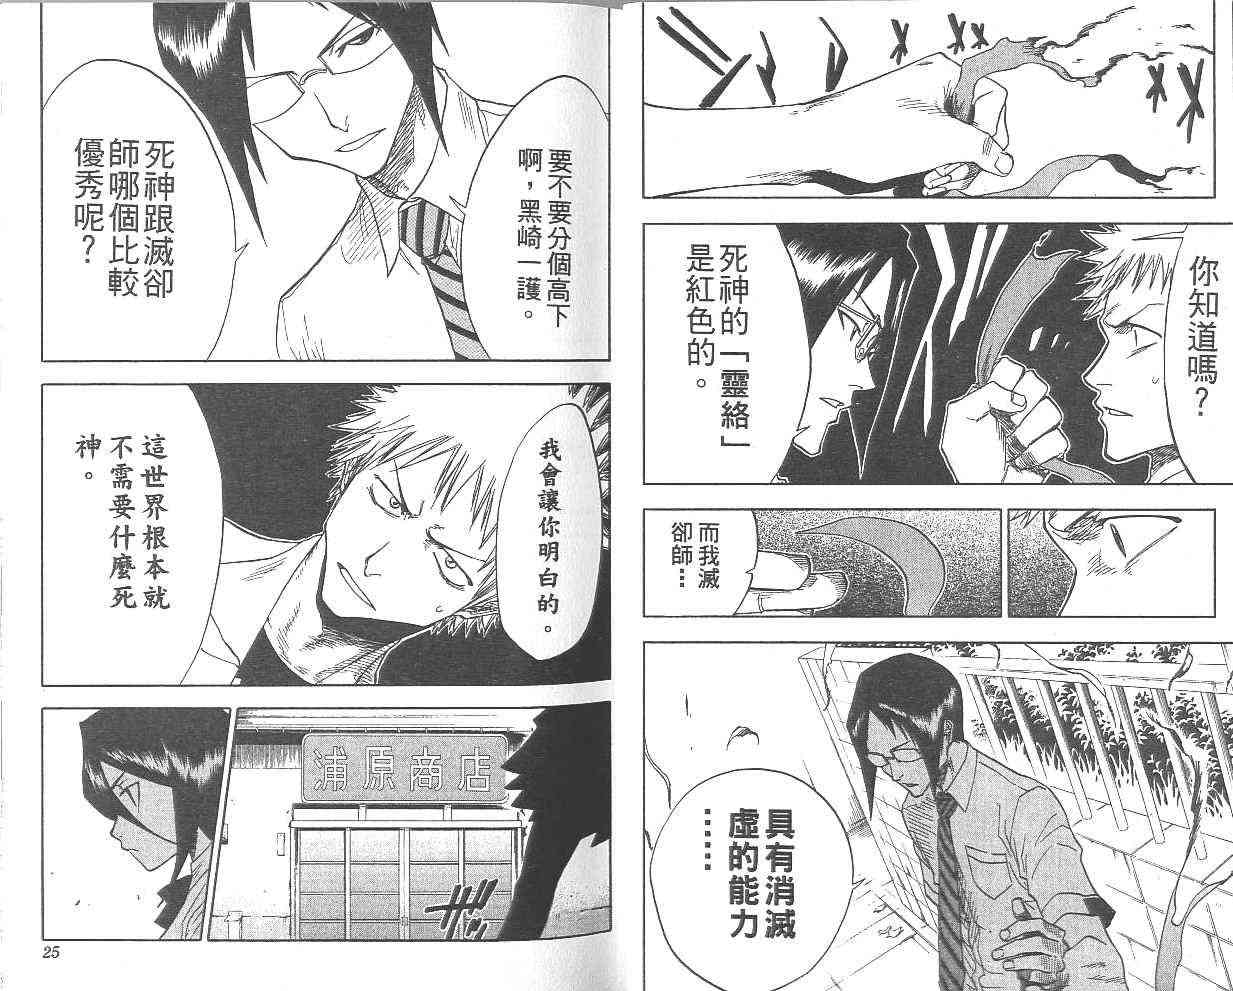 你知道嗎？
死神的「靈絡」
是紅色的。
而我滅
卻師…
具有消滅
虛的能力
……
要不要分個高下
啊，黑崎一護。
死神跟滅卻
師哪個比較
優秀呢？
我會讓你明白的。
這世界根本就
不需要什麼死
神。
浦原商店
25